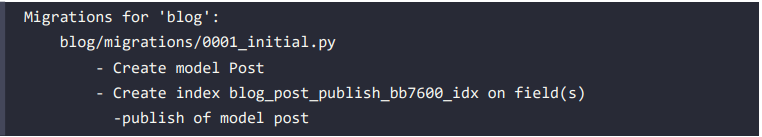 Migrations for 'blog':
blog/migrations/0001_initial.py
- Create model Post
- Create index blog_post_publish_bb7600_idx on field(s)
-publish of model post